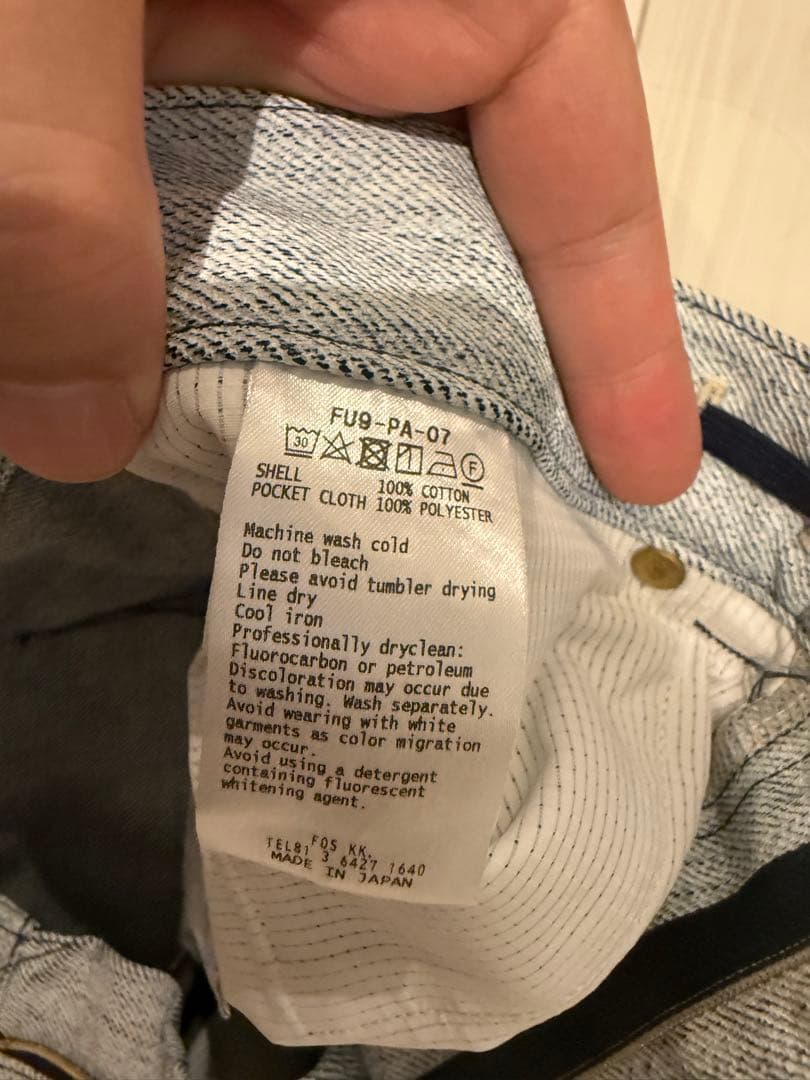 FU9-PA-07
30 F
SHELL 100% COTTON
POCKET CLOTH 100% POLYESTER
Machine wash cold
Do not bleach
Please avoid tumbler drying
Line dry
Cool iron
Professionally dryclean:
Fluorocarbon or petroleum
Discoloration may occur due
to washing. Wash separately.
Avoid wearing with white
garments as color migration
may occur.
Avoid using a detergent
containing fluorescent
whitening agent.
FOS KK.
TEL81 3 6427 1640
MADE IN JAPAN